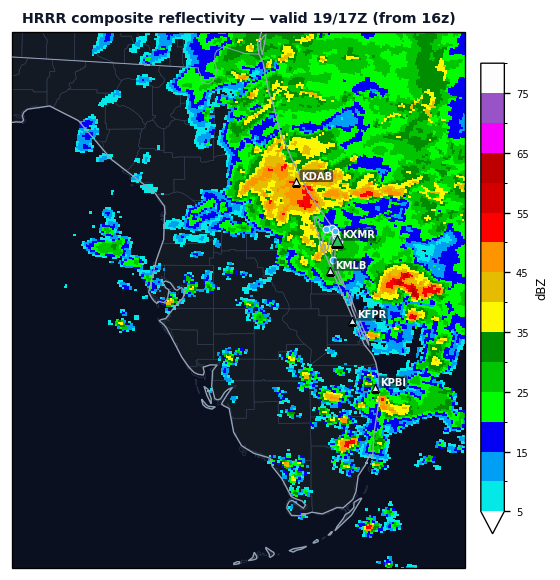 HRRR composite reflectivity — valid 19/17Z (from 16z)
KDAB
KXMR
KMLB
KFPR
KPBI
75
65
55
45
35
25
15
5
dBZ